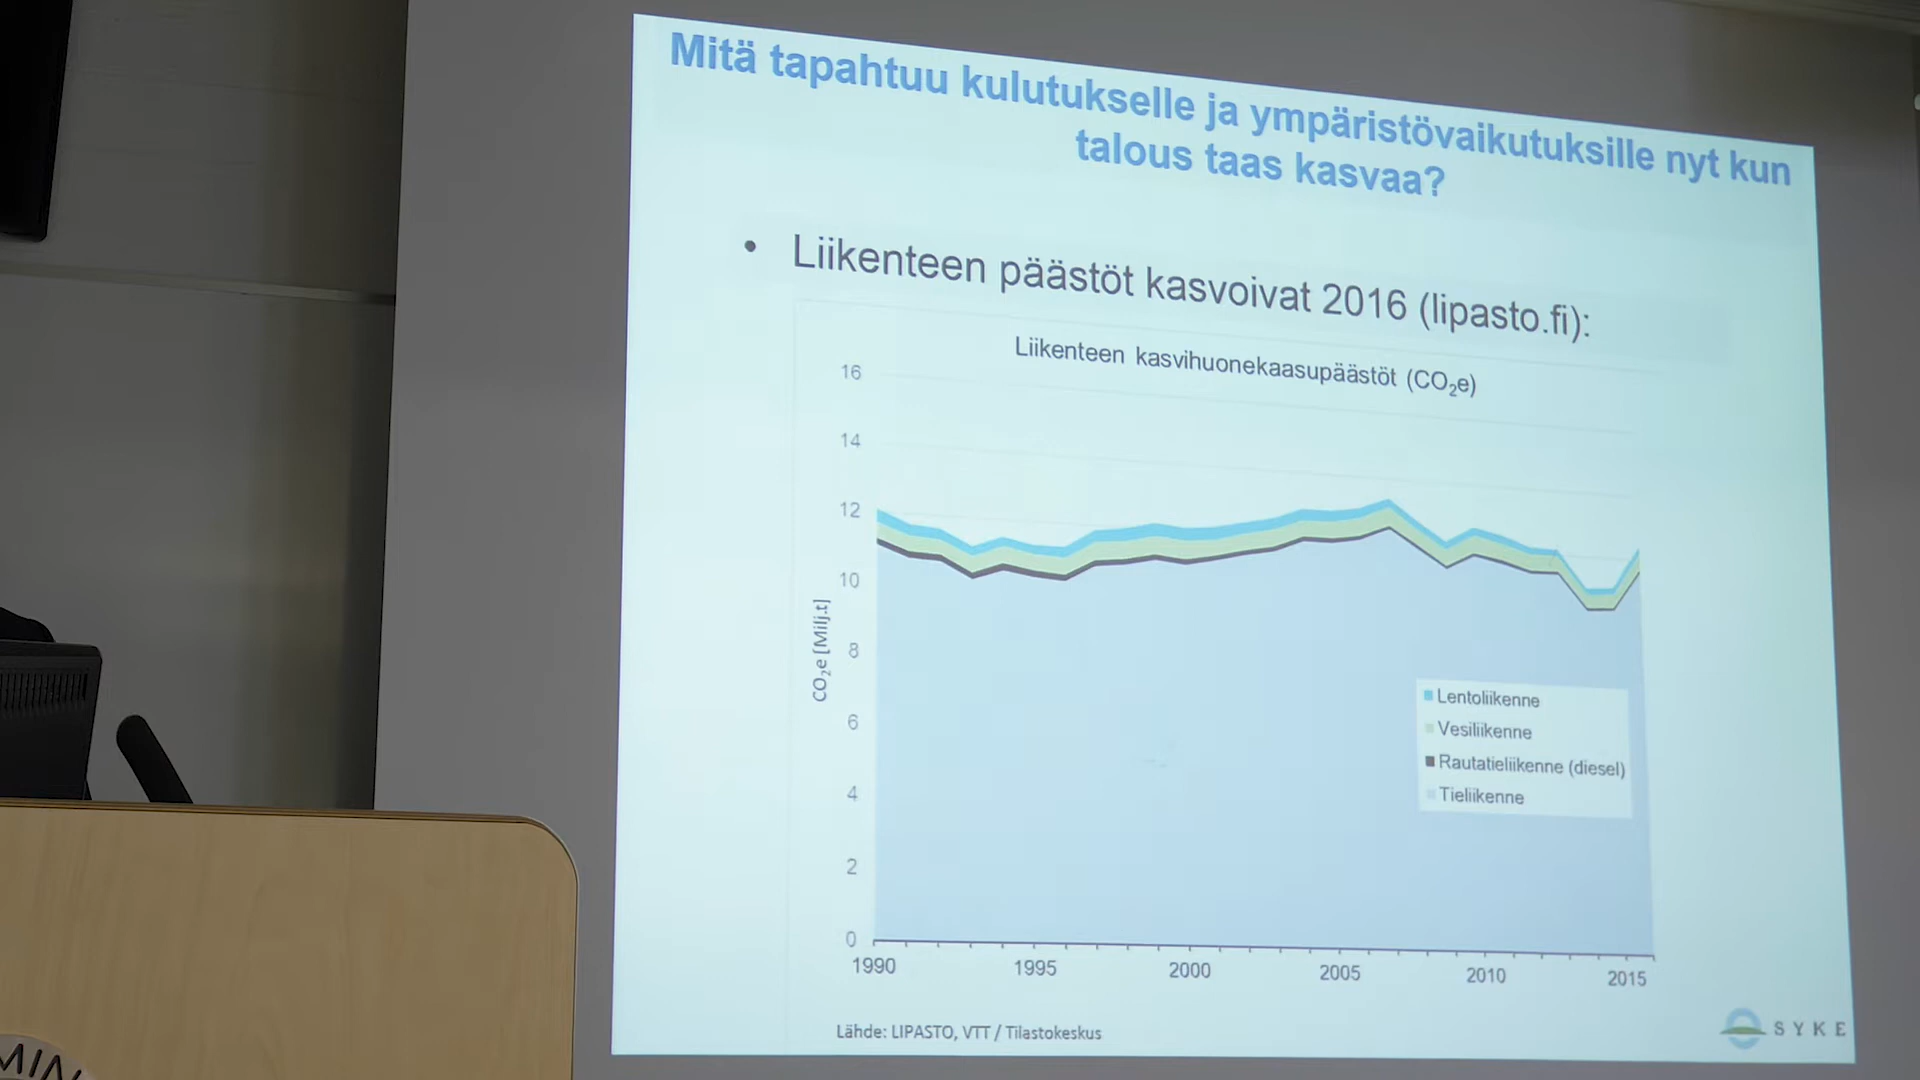 Mitä tapahtuu kulutukselle ja ympäristövaikutuksille nyt kun
talous taas kasvaa?
• Liikenteen päästöt kasvoivat 2016 (lipasto.fi):
Liikenteen kasvihuonekaasupäästöt (CO₂e)
16
14
12
10
8
6
4
2
0
CO₂e [Milj.t]
Lentoliikenne
Vesiliikenne
Rautatieliikenne (diesel)
Tieliikenne
1990 1995 2000 2005 2010 2015
Lähde: LIPASTO, VTT / Tilastokeskus
SYKE